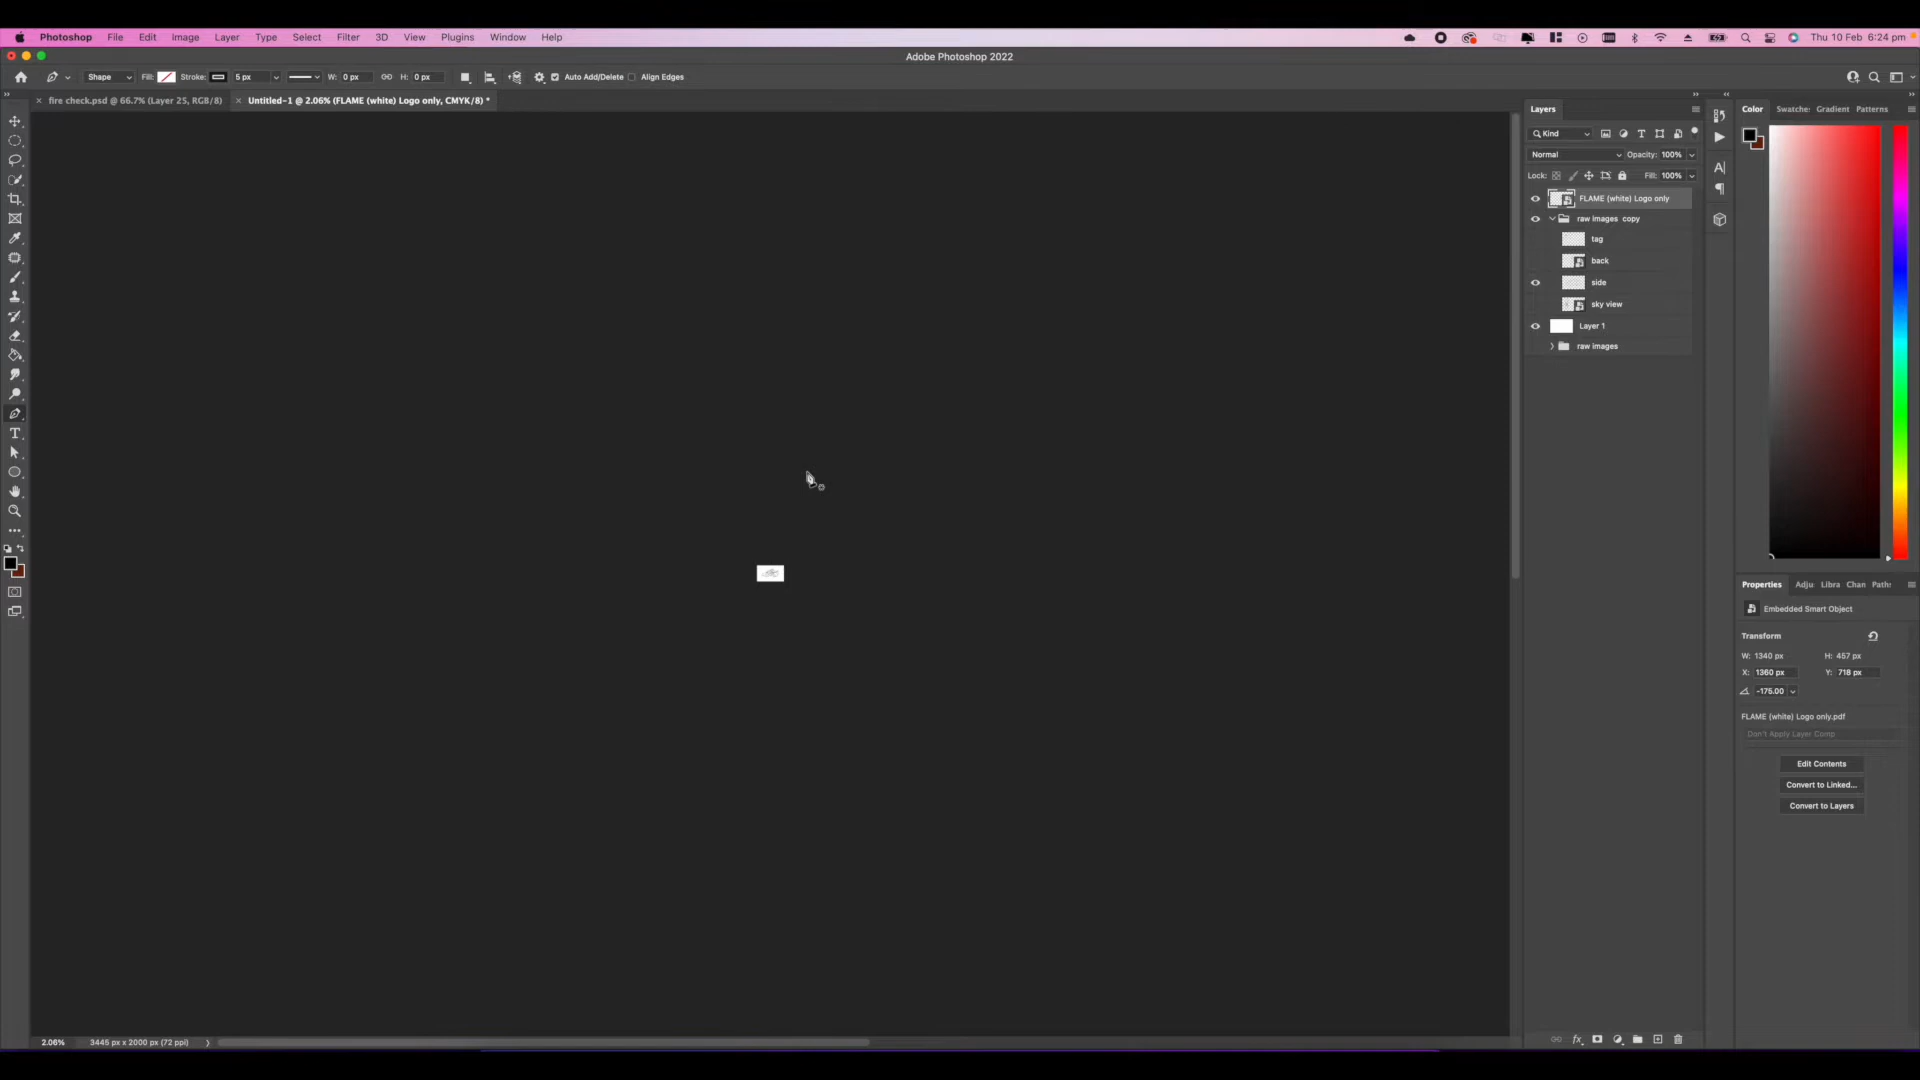 Photoshop File Edit Image Layer Type Select Filter 3D View Plugins Window Help Thu 10 Feb 6:24 pm
Adobe Photoshop 2022
Shape Fill: Stroke: 5 px W: 0 px H: 0 px Auto Add/Delete Align Edges
fire check.psd @ 66.7% (Layer 25, RGB/8) Untitled-1 @ 2.06% (FLAME (white) Logo only, CMYK/8) *
Layers
Kind
Normal Opacity: 100%
Lock: Fill: 100%
FLAME (white) Logo only
raw images copy
tag
back
side
sky view
Layer 1
raw images
Color Swatche: Gradient Patterns
Properties Adju Libra Chan Path:
Embedded Smart Object
Transform
W: 1340 px H: 457 px
X: 1360 px Y: 718 px
-175.00
FLAME (white) Logo only.pdf
Don't Apply Layer Comp
Edit Contents
Convert to Linked...
Convert to Layers
2.06% 3445 px x 2000 px (72 ppi)